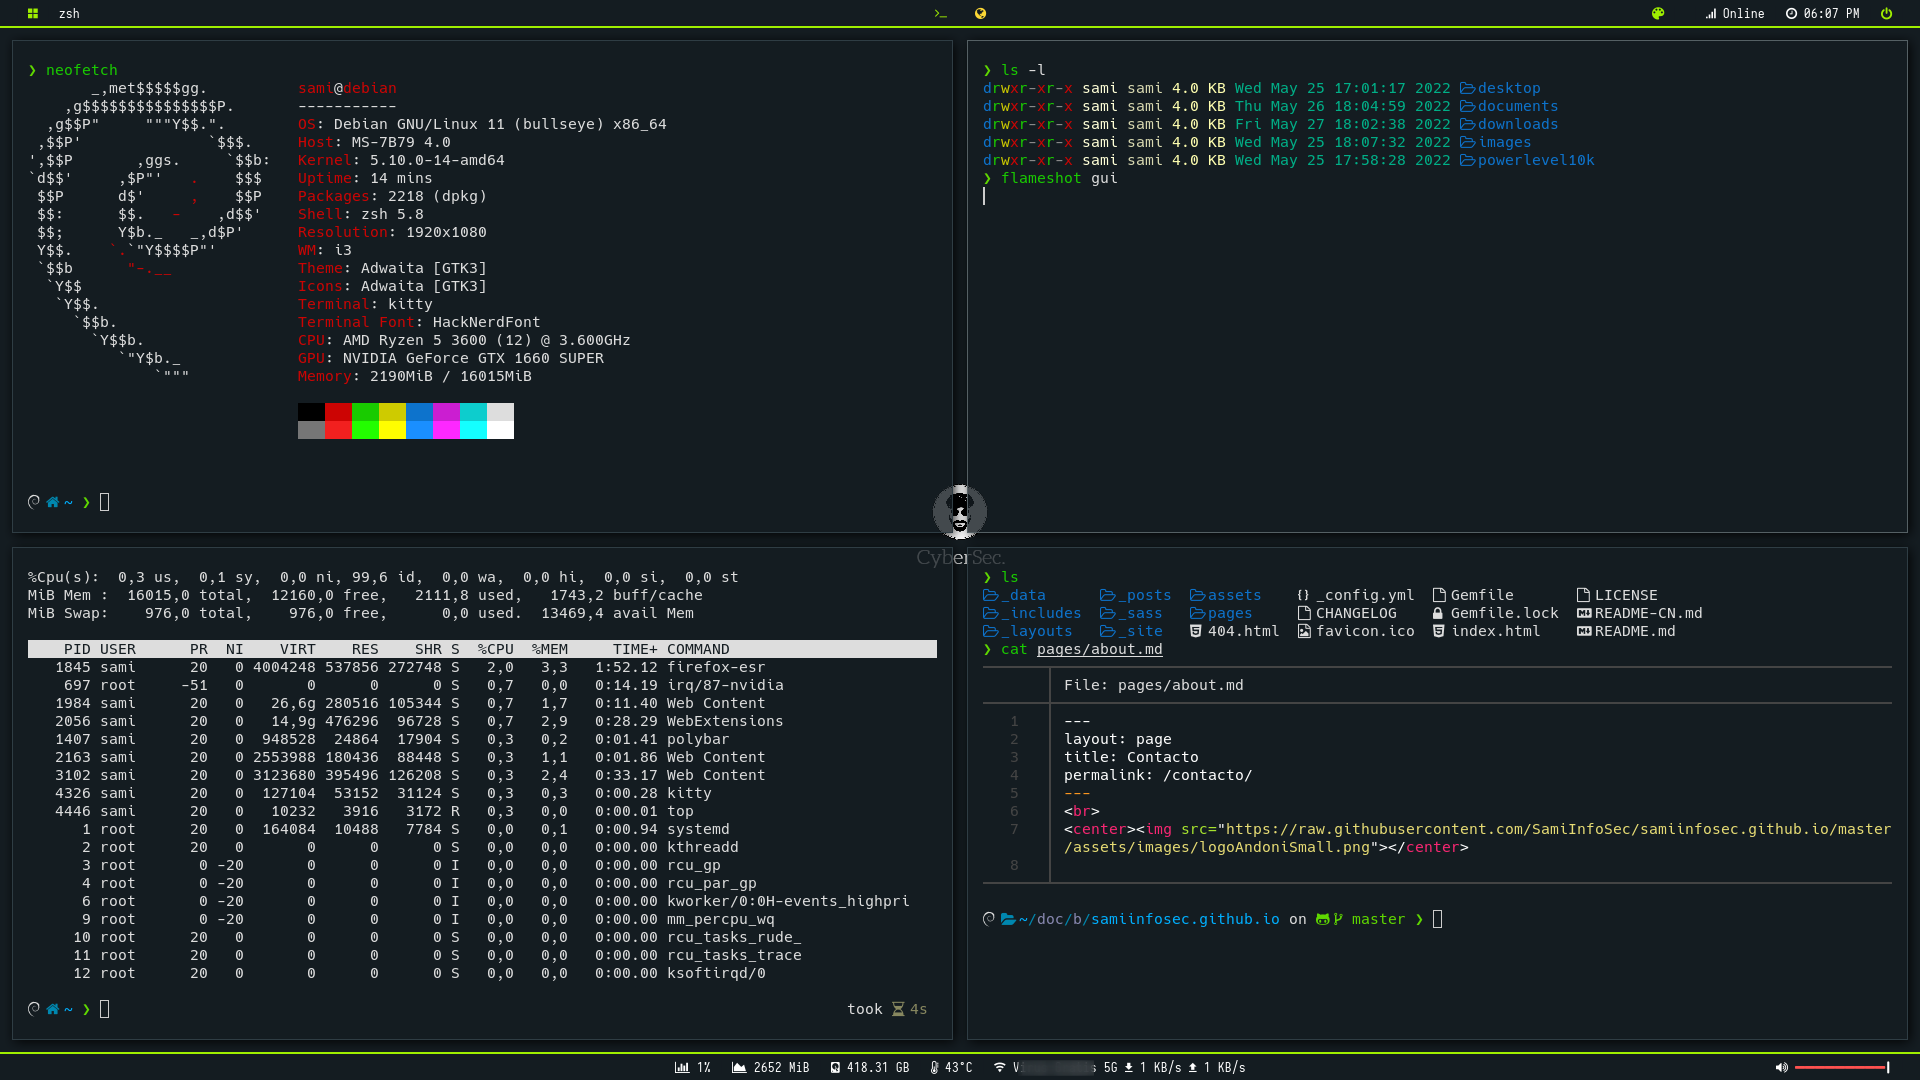 zsh
Online
06:07 PM
❯ neofetch
_,met$$$$$gg.
,g$$$$$$$$$$$$$$$P.
,g$$P"     """Y$$.".
,$$P'              `$$$.
',$$P       ,ggs.     `$$b:
`d$$'     ,$P"'   .    $$$
$$P      d$'     ,    $$P
$$:      $$.   -    ,d$$'
$$;      Y$b._   _,d$P'
Y$$.    `.`"Y$$$$P"'
`$$b      "-.__
`Y$$
`Y$$.
`$$b.
`Y$$b.
`"Y$b._
`"""
sami@debian
-----------
OS: Debian GNU/Linux 11 (bullseye) x86_64
Host: MS-7B79 4.0
Kernel: 5.10.0-14-amd64
Uptime: 14 mins
Packages: 2218 (dpkg)
Shell: zsh 5.8
Resolution: 1920x1080
WM: i3
Theme: Adwaita [GTK3]
Icons: Adwaita [GTK3]
Terminal: kitty
Terminal Font: HackNerdFont
CPU: AMD Ryzen 5 3600 (12) @ 3.600GHz
GPU: NVIDIA GeForce GTX 1660 SUPER
Memory: 2190MiB / 16015MiB
~ ❯
❯ ls -l
drwxr-xr-x sami sami 4.0 KB Wed May 25 17:01:17 2022 desktop
drwxr-xr-x sami sami 4.0 KB Thu May 26 18:04:59 2022 documents
drwxr-xr-x sami sami 4.0 KB Fri May 27 18:02:38 2022 downloads
drwxr-xr-x sami sami 4.0 KB Wed May 25 18:07:32 2022 images
drwxr-xr-x sami sami 4.0 KB Wed May 25 17:58:28 2022 powerlevel10k
❯ flameshot gui
CyberSec.
%Cpu(s):  0,3 us,  0,1 sy,  0,0 ni, 99,6 id,  0,0 wa,  0,0 hi,  0,0 si,  0,0 st
MiB Mem :  16015,0 total,  12160,0 free,   2111,8 used,   1743,2 buff/cache
MiB Swap:    976,0 total,    976,0 free,      0,0 used.  13469,4 avail Mem
PID USER      PR  NI    VIRT    RES    SHR S  %CPU  %MEM     TIME+ COMMAND
1845 sami      20   0 4004248 537856 272748 S   2,0   3,3   1:52.12 firefox-esr
697 root     -51   0       0      0      0 S   0,7   0,0   0:14.19 irq/87-nvidia
1984 sami      20   0   26,6g 280516 105344 S   0,7   1,7   0:11.40 Web Content
2056 sami      20   0   14,9g 476296  96728 S   0,7   2,9   0:28.29 WebExtensions
1407 sami      20   0  948528  24864  17904 S   0,3   0,2   0:01.41 polybar
2163 sami      20   0 2553988 180436  88448 S   0,3   1,1   0:01.86 Web Content
3102 sami      20   0 3123680 395496 126208 S   0,3   2,4   0:33.17 Web Content
4326 sami      20   0  127104  53152  31124 S   0,3   0,3   0:00.28 kitty
4446 sami      20   0   10232   3916   3172 R   0,3   0,0   0:00.01 top
1 root      20   0  164084  10488   7784 S   0,0   0,1   0:00.94 systemd
2 root      20   0       0      0      0 S   0,0   0,0   0:00.00 kthreadd
3 root       0 -20       0      0      0 I   0,0   0,0   0:00.00 rcu_gp
4 root       0 -20       0      0      0 I   0,0   0,0   0:00.00 rcu_par_gp
6 root       0 -20       0      0      0 I   0,0   0,0   0:00.00 kworker/0:0H-events_highpri
9 root       0 -20       0      0      0 I   0,0   0,0   0:00.00 mm_percpu_wq
10 root      20   0       0      0      0 S   0,0   0,0   0:00.00 rcu_tasks_rude_
11 root      20   0       0      0      0 S   0,0   0,0   0:00.00 rcu_tasks_trace
12 root      20   0       0      0      0 S   0,0   0,0   0:00.00 ksoftirqd/0
~ ❯ took 4s
❯ ls
_data _posts assets {} _config.yml Gemfile LICENSE
_includes _sass pages CHANGELOG Gemfile.lock README-CN.md
_layouts _site 404.html favicon.ico index.html README.md
❯ cat pages/about.md
File: pages/about.md
1 ---
2 layout: page
3 title: Contacto
4 permalink: /contacto/
5 ---
6 <br>
7 <center><img src="https://raw.githubusercontent.com/SamiInfoSec/samiinfosec.github.io/master
/assets/images/logoAndoniSmall.png"></center>
8
~/doc/b/samiinfosec.github.io on master ❯
1% 2652 MiB 418.31 GB 43°C 5G 1 KB/s 1 KB/s